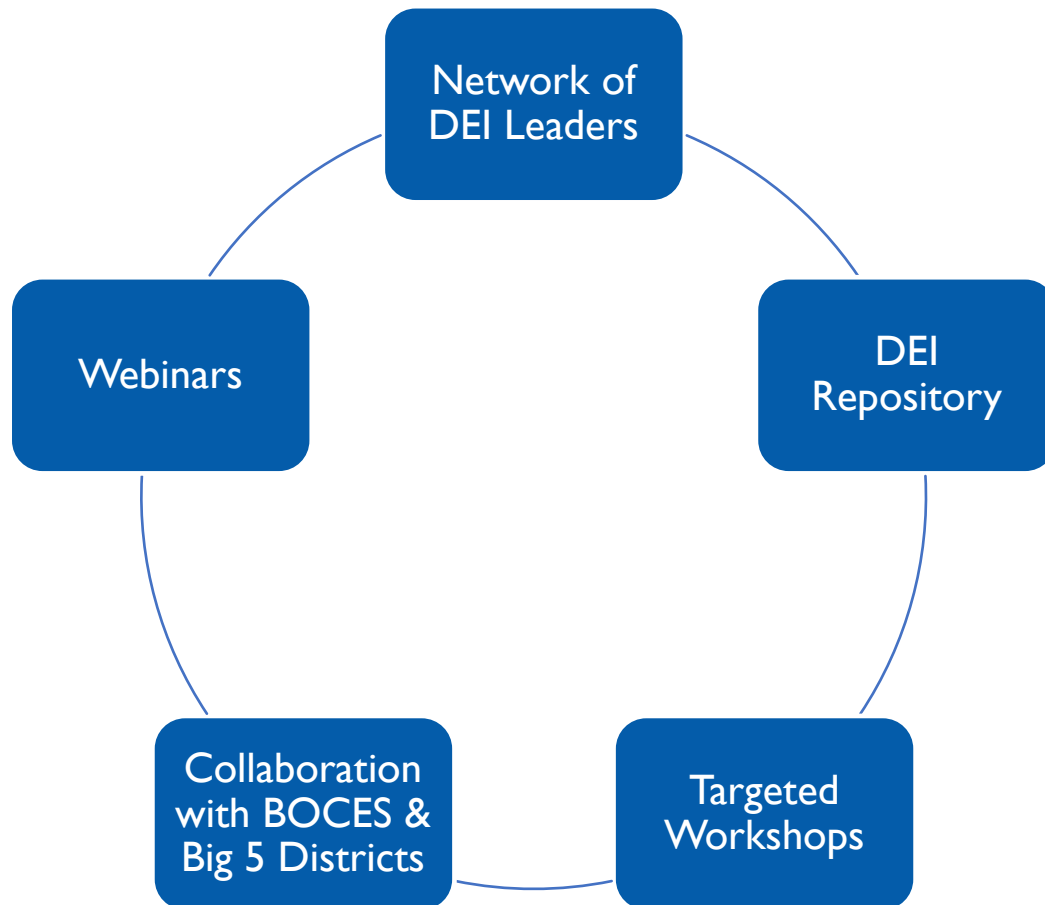 Network of
DEI Leaders
DEI
Repository
Targeted
Workshops
Collaboration
with BOCES &
Big 5 Districts
Webinars